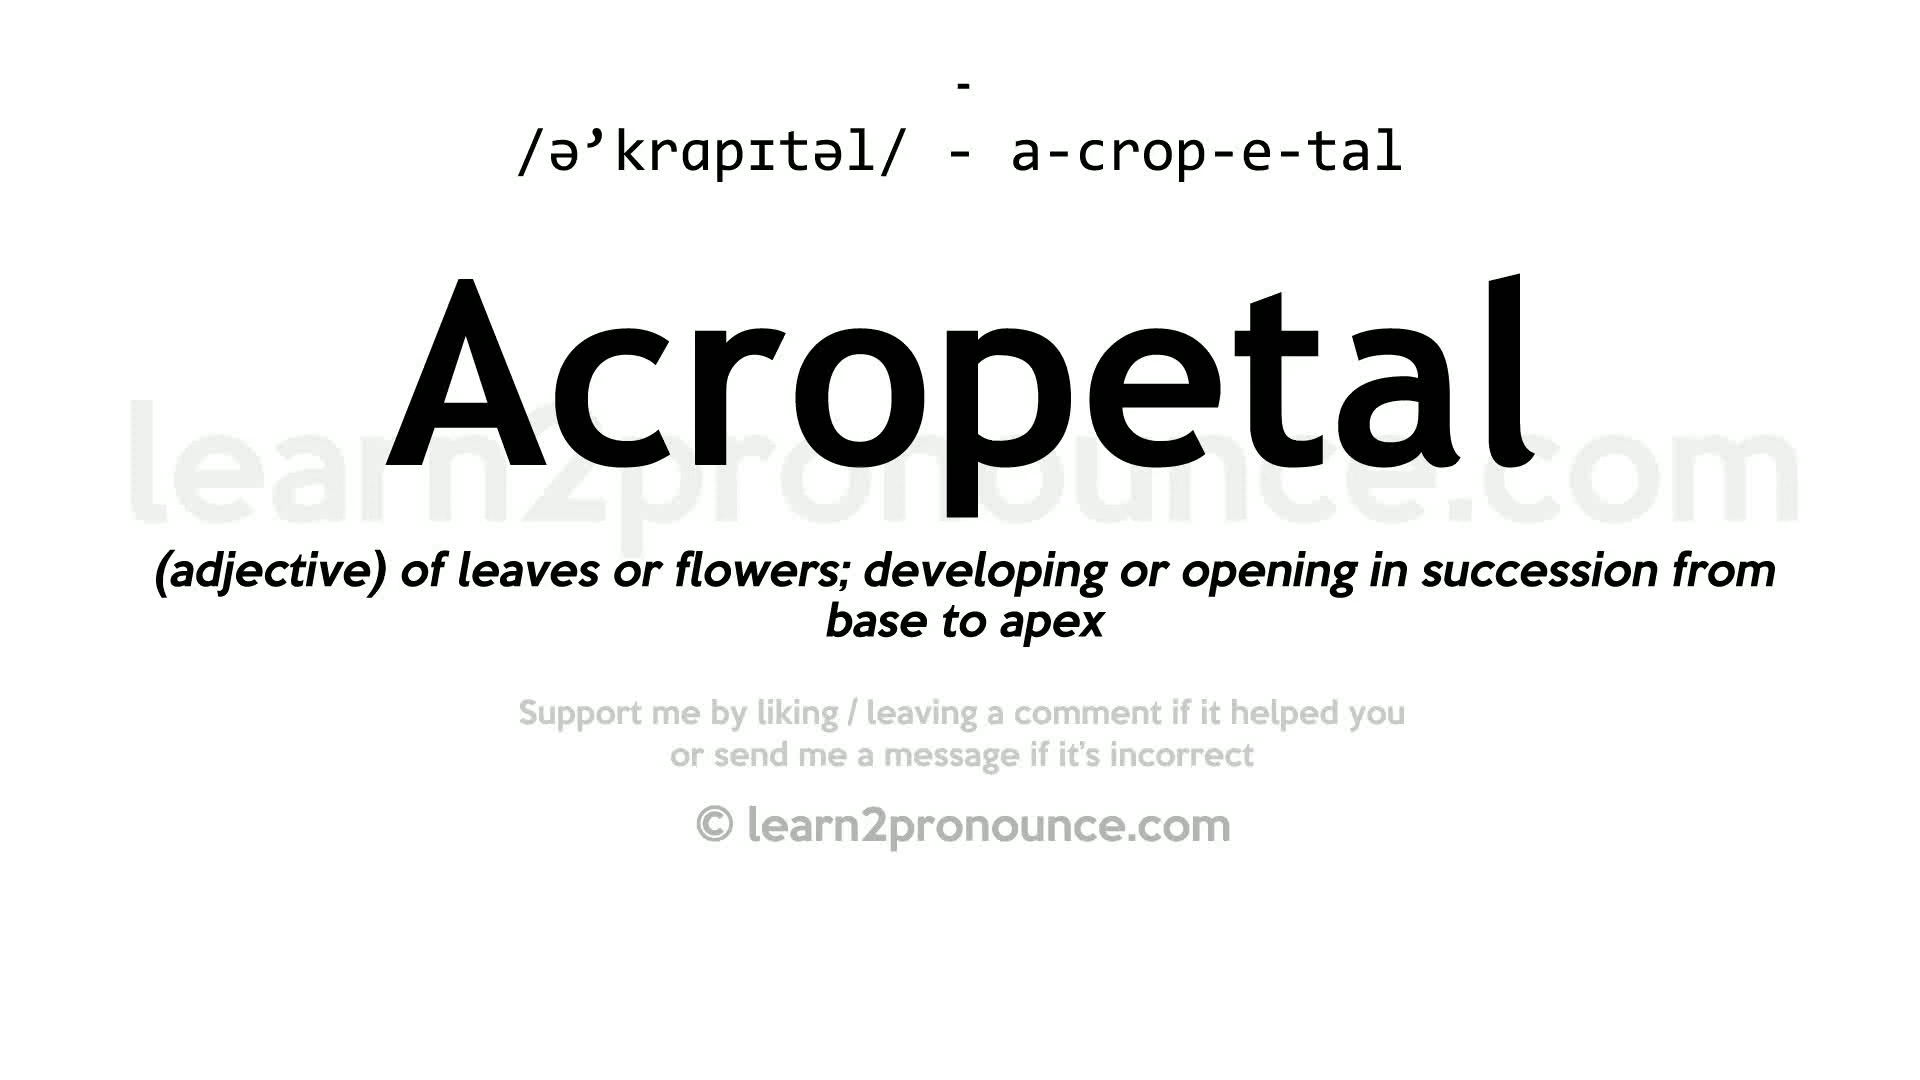 -
/ə’krɑpɪtəl/ - a-crop-e-tal
Acropetal
learn2pronounce.com
(adjective) of leaves or flowers; developing or opening in succession from
base to apex
Support me by liking / leaving a comment if it helped you
or send me a message if it’s incorrect
© learn2pronounce.com